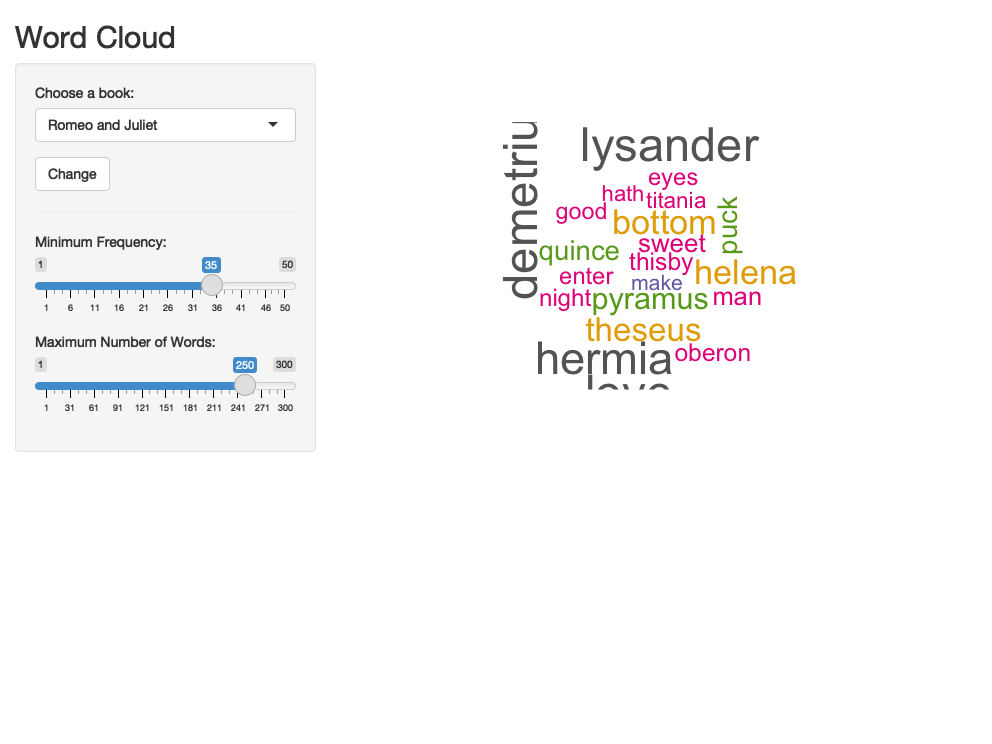 Word Cloud
Choose a book:
Romeo and Juliet
Change
Minimum Frequency:
1 35 50
1 6 11 16 21 26 31 36 41 46 50
Maximum Number of Words:
1 250 300
1 31 61 91 121 151 181 211 241 271 300
demetriu
lysander
eyes
hath
titania
good
bottom
puck
quince
sweet
thisby
helena
enter
make
night
pyramus
man
theseus
hermia
oberon
love